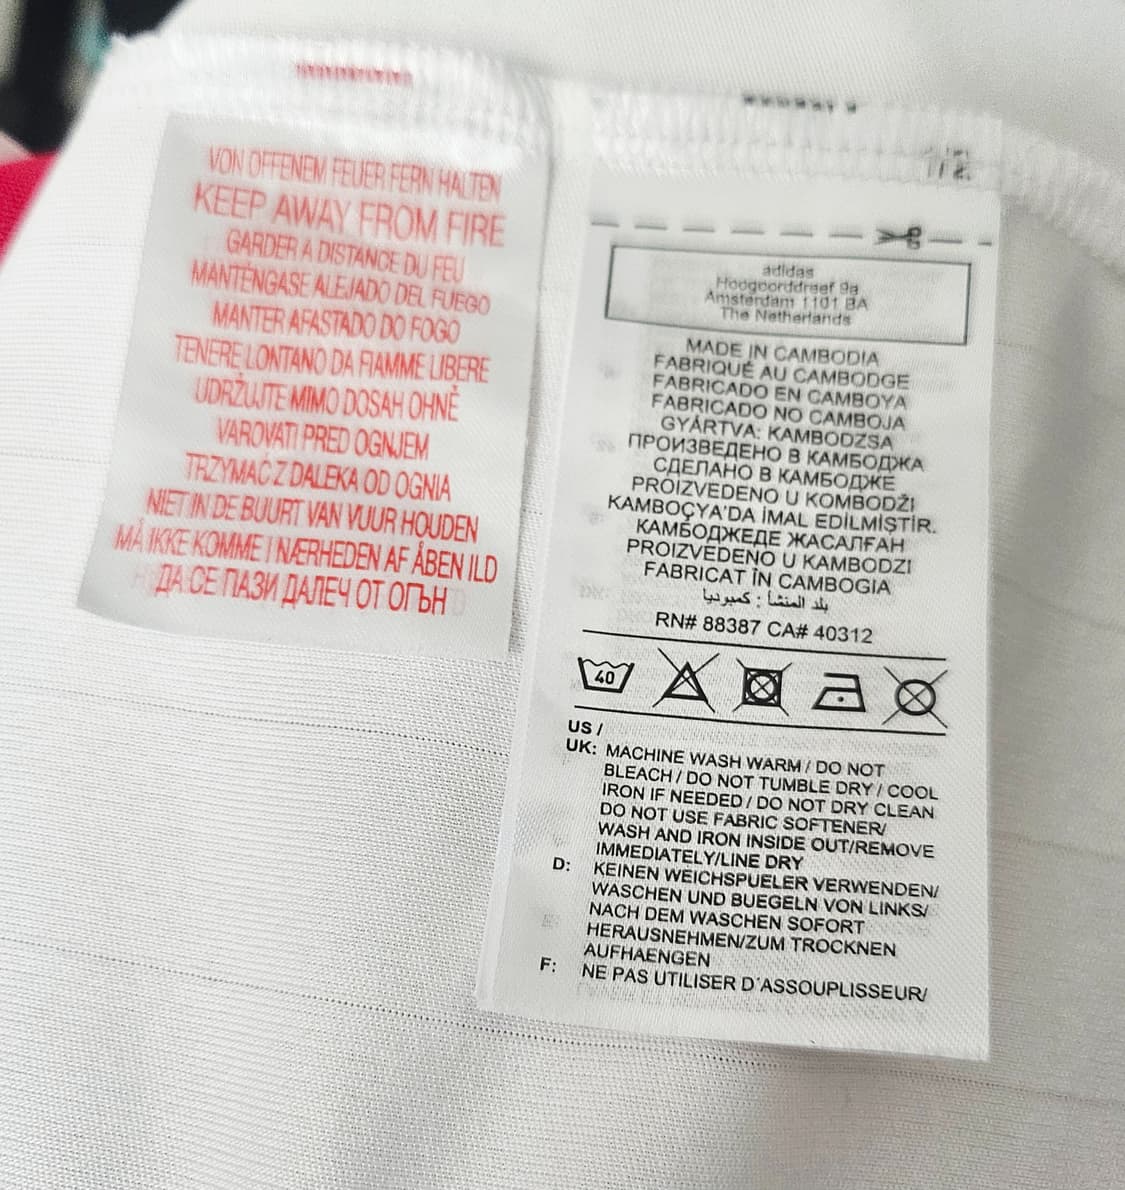 VON OFFENEM FEUER FERN HALTEN
KEEP AWAY FROM FIRE
GARDER A DISTANCE DU FEU
MANTÉNGASE ALEJADO DEL FUEGO
MANTER AFASTADO DO FOGO
TENERE LONTANO DA FIAMME LIBERE
UDRŽUJTE MIMO DOSAH OHNĚ
VAROVATI PRED OGNJEM
TRZYMAĆ Z DALEKA OD OGNIA
NIET IN DE BUURT VAN VUUR HOUDEN
MÅ IKKE KOMME I NÆRHEDEN AF ÅBEN ILD
ДА СЕ ПАЗИ ДАЛЕЧ ОТ ОГЪН
adidas
Hoogoorddreef 9a
Amsterdam 1101 BA
The Netherlands
MADE IN CAMBODIA
FABRIQUÉ AU CAMBODGE
FABRICADO EN CAMBOYA
FABRICADO NO CAMBOJA
GYÁRTVA: KAMBODZSA
ПРОИЗВЕДЕНО В КАМБОДЖА
СДЕЛАНО В КАМБОДЖЕ
PROIZVEDENO U KOMBODŽI
KAMBOÇYA'DA İMAL EDİLMİŞTİR.
КАМБОДЖЕДЕ ЖАСАЛҒАН
PROIZVEDENO U KAMBODZI
FABRICAT ÎN CAMBOGIA
بلد المنشأ : كمبوديا
RN# 88387 CA# 40312
40
US /
UK: MACHINE WASH WARM / DO NOT
BLEACH / DO NOT TUMBLE DRY / COOL
IRON IF NEEDED / DO NOT DRY CLEAN
DO NOT USE FABRIC SOFTENER/
WASH AND IRON INSIDE OUT/REMOVE
IMMEDIATELY/LINE DRY
D: KEINEN WEICHSPUELER VERWENDEN/
WASCHEN UND BUEGELN VON LINKS/
NACH DEM WASCHEN SOFORT
HERAUSNEHMEN/ZUM TROCKNEN
AUFHAENGEN
F: NE PAS UTILISER D'ASSOUPLISSEUR/